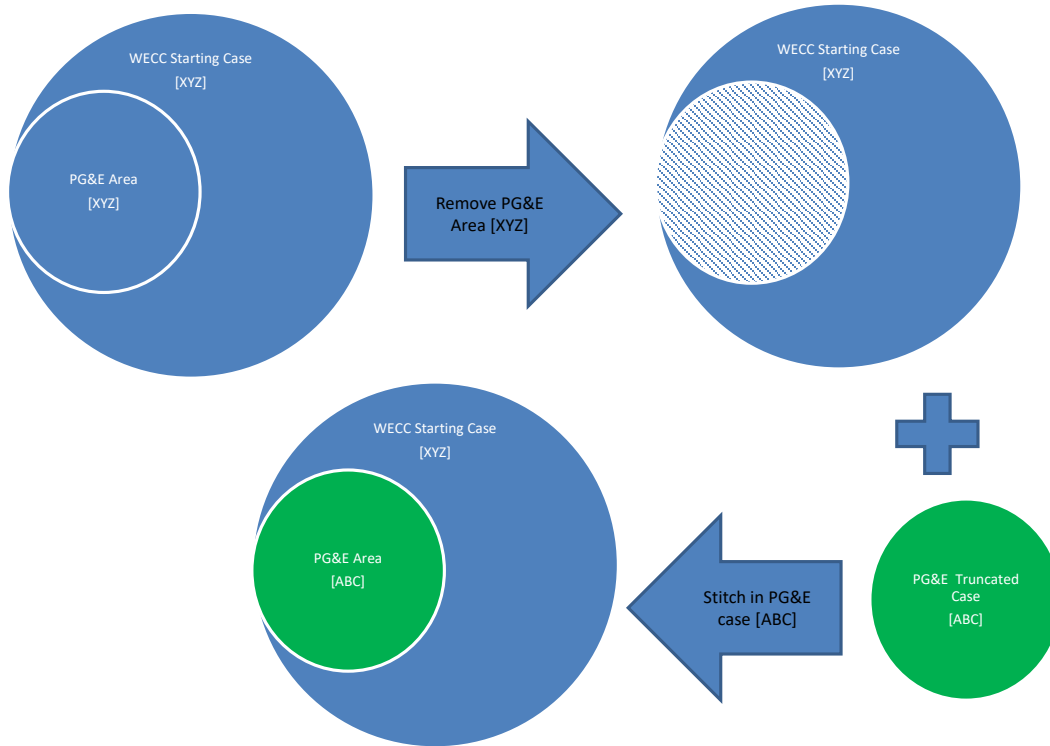 WECC Starting Case
[XYZ]
PG&E Area
[XYZ]
Remove PG&E
Area [XYZ]
WECC Starting Case
[XYZ]
WECC Starting Case
[XYZ]
PG&E Area
[ABC]
Stitch in PG&E
case [ABC]
PG&E  Truncated
Case
[ABC]